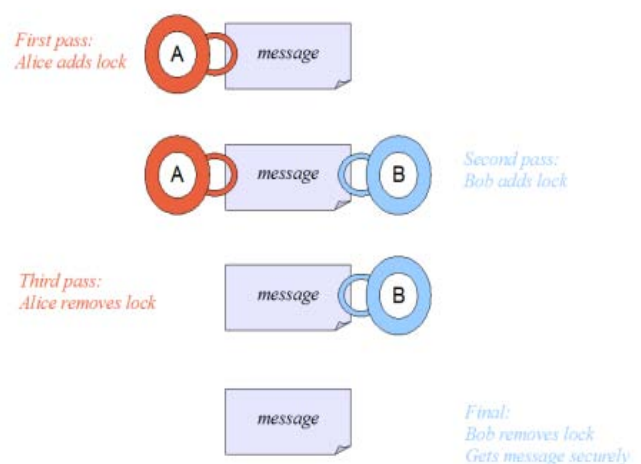 First pass:
Alice adds lock
A
message
A
message
B
Second pass:
Bob adds lock
Third pass:
Alice removes lock
message
B
message
Final:
Bob removes lock
Gets message securely